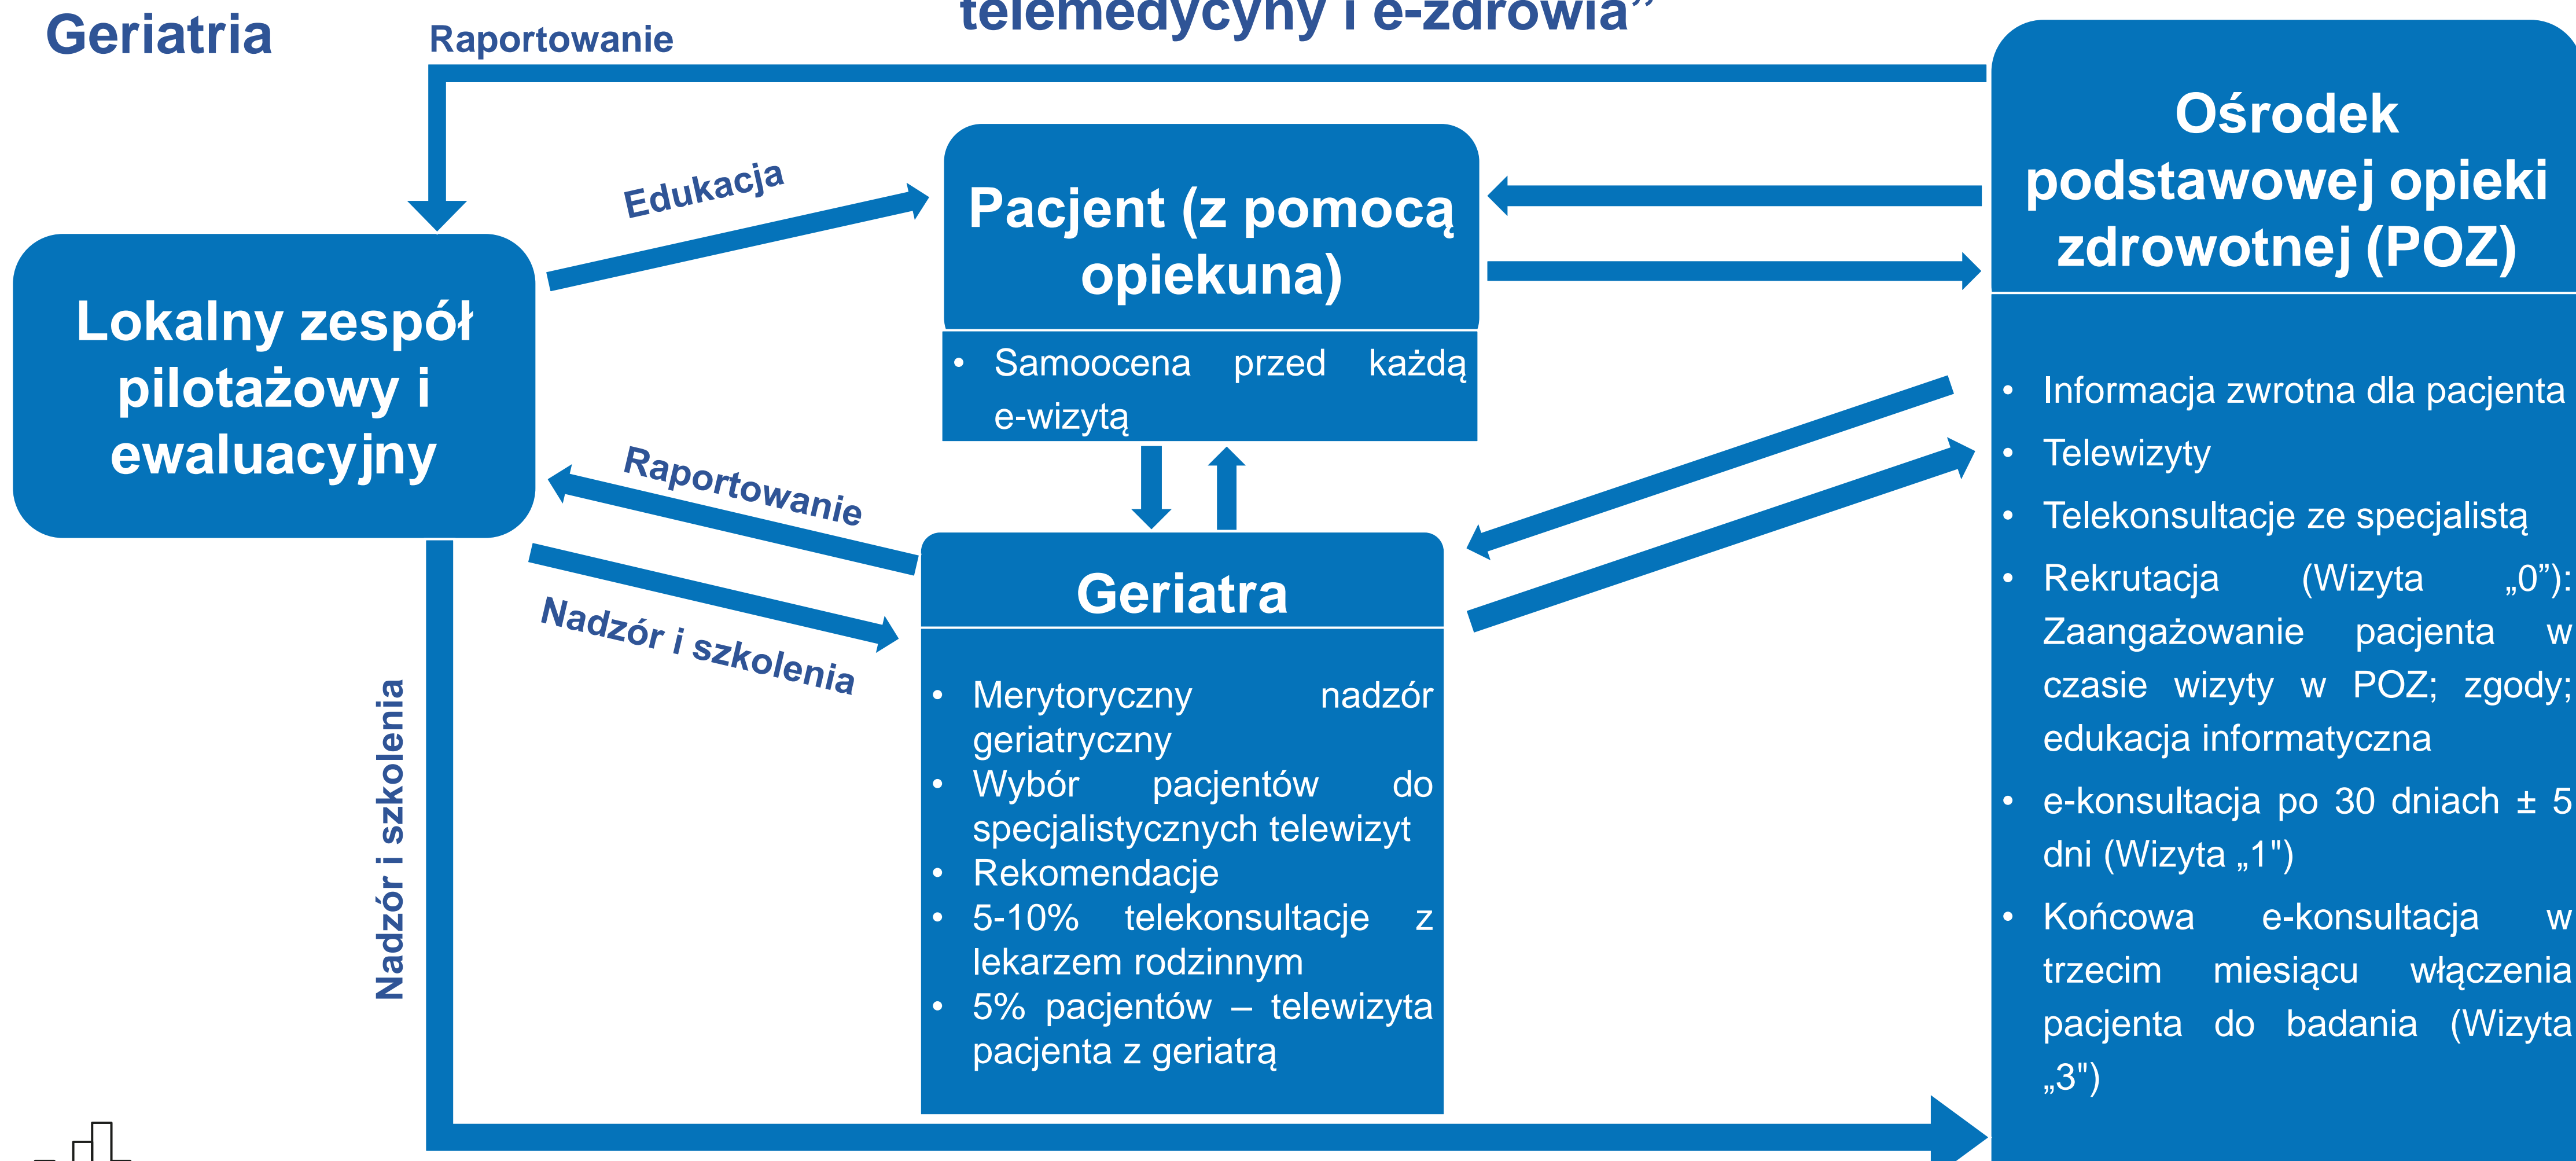 telemedycyny i e-zdrowia”
Geriatria
Raportowanie
Edukacja
Lokalny zespół
pilotażowy i
ewaluacyjny
Pacjent (z pomocą
opiekuna)
• Samoocena przed każdą
e-wizytą
Raportowanie
Nadzór i szkolenia
Nadzór i szkolenia
Geriatra
• Merytoryczny nadzór
geriatryczny
• Wybór pacjentów do
specjalistycznych telewizyt
• Rekomendacje
• 5-10% telekonsultacje z
lekarzem rodzinnym
• 5% pacjentów – telewizyta
pacjenta z geriatrą
Ośrodek
podstawowej opieki
zdrowotnej (POZ)
• Informacja zwrotna dla pacjenta
• Telewizyty
• Telekonsultacje ze specjalistą
• Rekrutacja (Wizyta „0”):
Zaangażowanie pacjenta w
czasie wizyty w POZ; zgody;
edukacja informatyczna
• e-konsultacja po 30 dniach ± 5
dni (Wizyta „1")
• Końcowa e-konsultacja w
trzecim miesiącu włączenia
pacjenta do badania (Wizyta
„3")